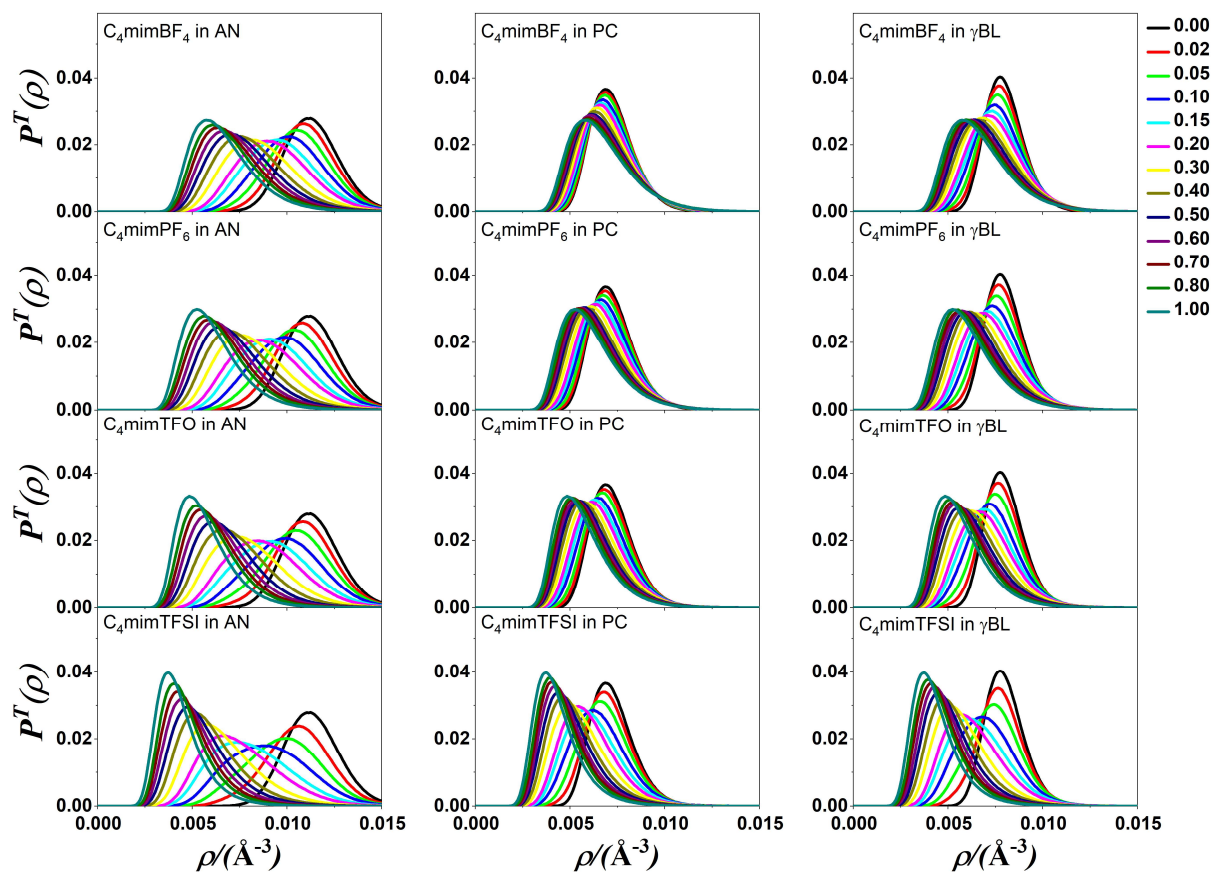 C₄mimBF₄ in AN
C₄mimBF₄ in PC
C₄mimBF₄ in γBL
0.00
0.02
0.05
0.10
0.15
0.20
0.30
0.40
0.50
0.60
0.70
0.80
1.00
Pᵀ(ρ)
0.04
0.02
0.00
C₄mimPF₆ in AN
C₄mimPF₆ in PC
C₄mimPF₆ in γBL
Pᵀ(ρ)
0.04
0.02
0.00
C₄mimTFO in AN
C₄mimTFO in PC
C₄mimTFO in γBL
Pᵀ(ρ)
0.04
0.02
0.00
C₄mimTFSI in AN
C₄mimTFSI in PC
C₄mimTFSI in γBL
Pᵀ(ρ)
0.04
0.02
0.00
0.000 0.005 0.010 0.015
0.000 0.005 0.010 0.015
0.000 0.005 0.010 0.015
ρ/(Å⁻³)
ρ/(Å⁻³)
ρ/(Å⁻³)